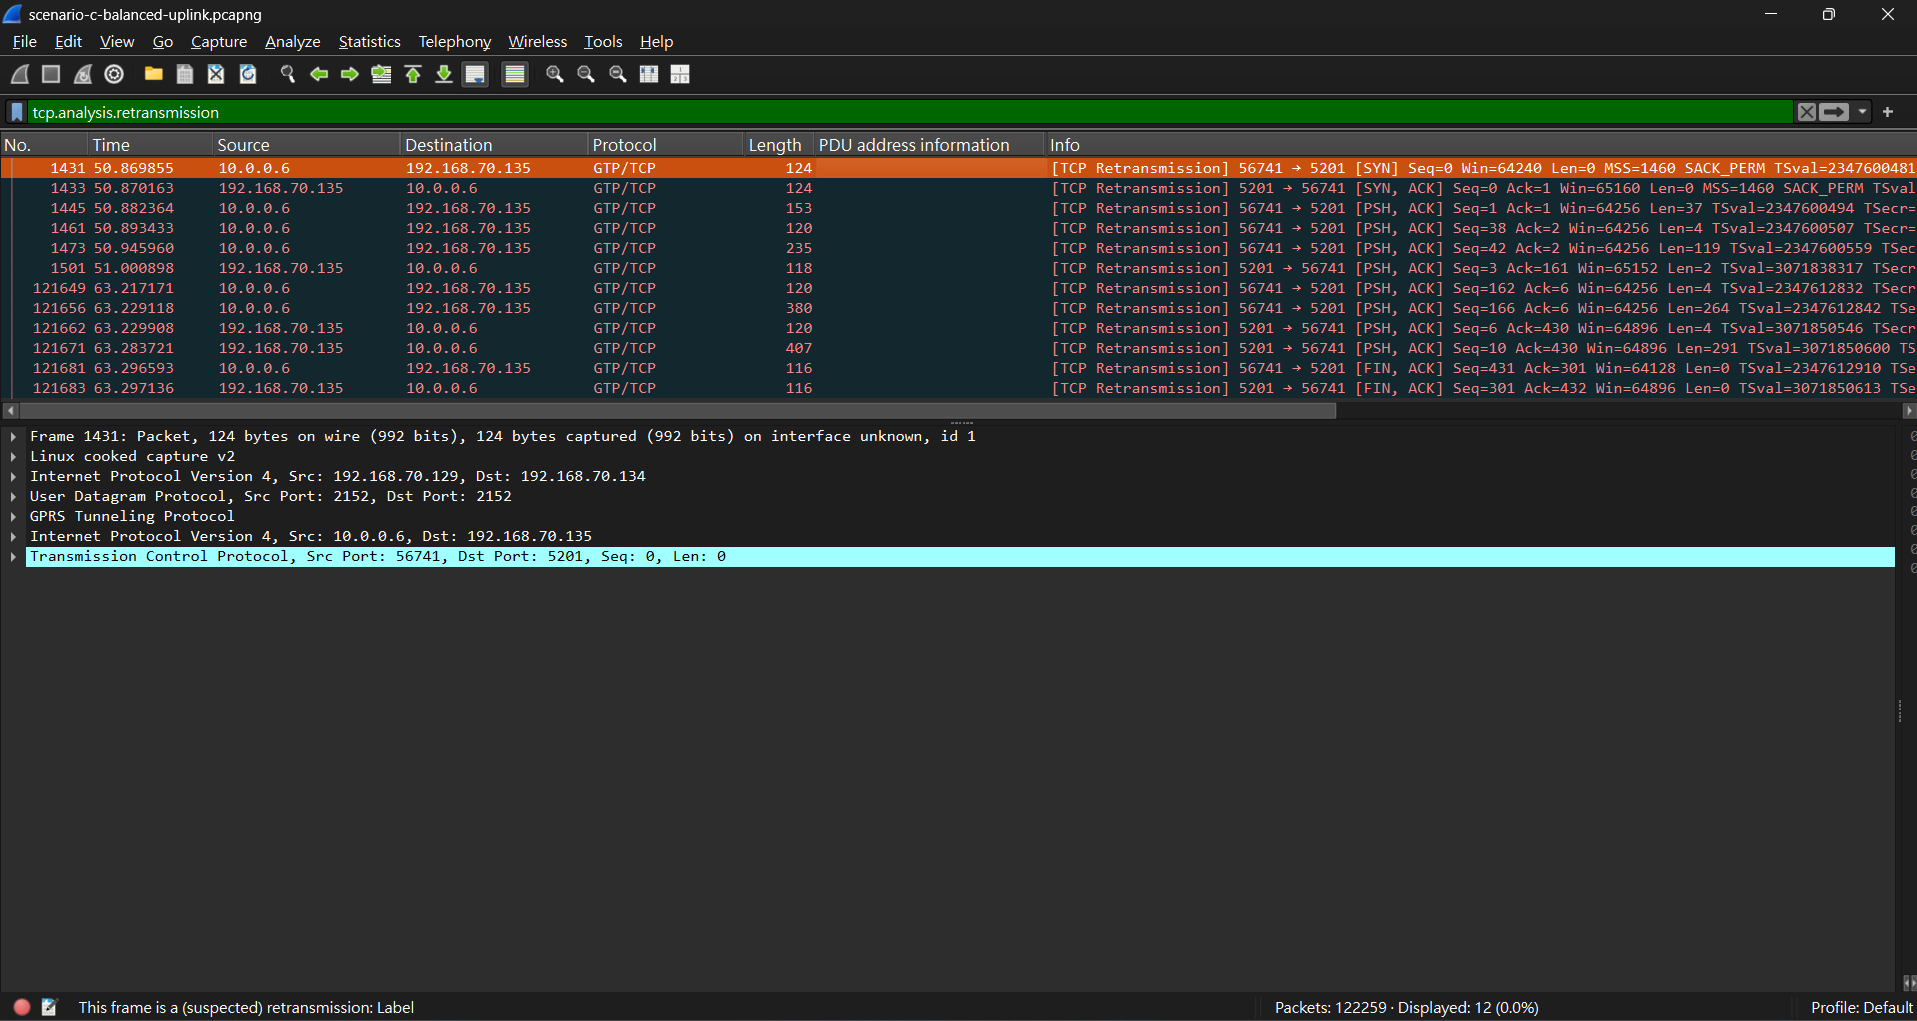 scenario-c-balanced-uplink.pcapng
File Edit View Go Capture Analyze Statistics Telephony Wireless Tools Help
tcp.analysis.retransmission
No. Time Source Destination Protocol Length PDU address information Info
1431 50.869855 10.0.0.6 192.168.70.135 GTP/TCP 124 [TCP Retransmission] 56741 → 5201 [SYN] Seq=0 Win=64240 Len=0 MSS=1460 SACK_PERM TSval=2347600481
1433 50.870163 192.168.70.135 10.0.0.6 GTP/TCP 124 [TCP Retransmission] 5201 → 56741 [SYN, ACK] Seq=0 Ack=1 Win=65160 Len=0 MSS=1460 SACK_PERM TSval
1445 50.882364 10.0.0.6 192.168.70.135 GTP/TCP 153 [TCP Retransmission] 56741 → 5201 [PSH, ACK] Seq=1 Ack=1 Win=64256 Len=37 TSval=2347600494 TSecr=
1461 50.893433 10.0.0.6 192.168.70.135 GTP/TCP 120 [TCP Retransmission] 56741 → 5201 [PSH, ACK] Seq=38 Ack=2 Win=64256 Len=4 TSval=2347600507 TSecr=
1473 50.945960 10.0.0.6 192.168.70.135 GTP/TCP 235 [TCP Retransmission] 56741 → 5201 [PSH, ACK] Seq=42 Ack=2 Win=64256 Len=119 TSval=2347600559 TSec
1501 51.000898 192.168.70.135 10.0.0.6 GTP/TCP 118 [TCP Retransmission] 5201 → 56741 [PSH, ACK] Seq=3 Ack=161 Win=65152 Len=2 TSval=3071838317 TSecr
121649 63.217171 10.0.0.6 192.168.70.135 GTP/TCP 120 [TCP Retransmission] 56741 → 5201 [PSH, ACK] Seq=162 Ack=6 Win=64256 Len=4 TSval=2347612832 TSecr
121656 63.229118 10.0.0.6 192.168.70.135 GTP/TCP 380 [TCP Retransmission] 56741 → 5201 [PSH, ACK] Seq=166 Ack=6 Win=64256 Len=264 TSval=2347612842 TSe
121662 63.229908 192.168.70.135 10.0.0.6 GTP/TCP 120 [TCP Retransmission] 5201 → 56741 [PSH, ACK] Seq=6 Ack=430 Win=64896 Len=4 TSval=3071850546 TSecr
121671 63.283721 192.168.70.135 10.0.0.6 GTP/TCP 407 [TCP Retransmission] 5201 → 56741 [PSH, ACK] Seq=10 Ack=430 Win=64896 Len=291 TSval=3071850600 TS
121681 63.296593 10.0.0.6 192.168.70.135 GTP/TCP 116 [TCP Retransmission] 56741 → 5201 [FIN, ACK] Seq=431 Ack=301 Win=64128 Len=0 TSval=2347612910 TSe
121683 63.297136 192.168.70.135 10.0.0.6 GTP/TCP 116 [TCP Retransmission] 5201 → 56741 [FIN, ACK] Seq=301 Ack=432 Win=64896 Len=0 TSval=3071850613 TSe
Frame 1431: Packet, 124 bytes on wire (992 bits), 124 bytes captured (992 bits) on interface unknown, id 1
Linux cooked capture v2
Internet Protocol Version 4, Src: 192.168.70.129, Dst: 192.168.70.134
User Datagram Protocol, Src Port: 2152, Dst Port: 2152
GPRS Tunneling Protocol
Internet Protocol Version 4, Src: 10.0.0.6, Dst: 192.168.70.135
Transmission Control Protocol, Src Port: 56741, Dst Port: 5201, Seq: 0, Len: 0
This frame is a (suspected) retransmission: Label
Packets: 122259 · Displayed: 12 (0.0%)
Profile: Default